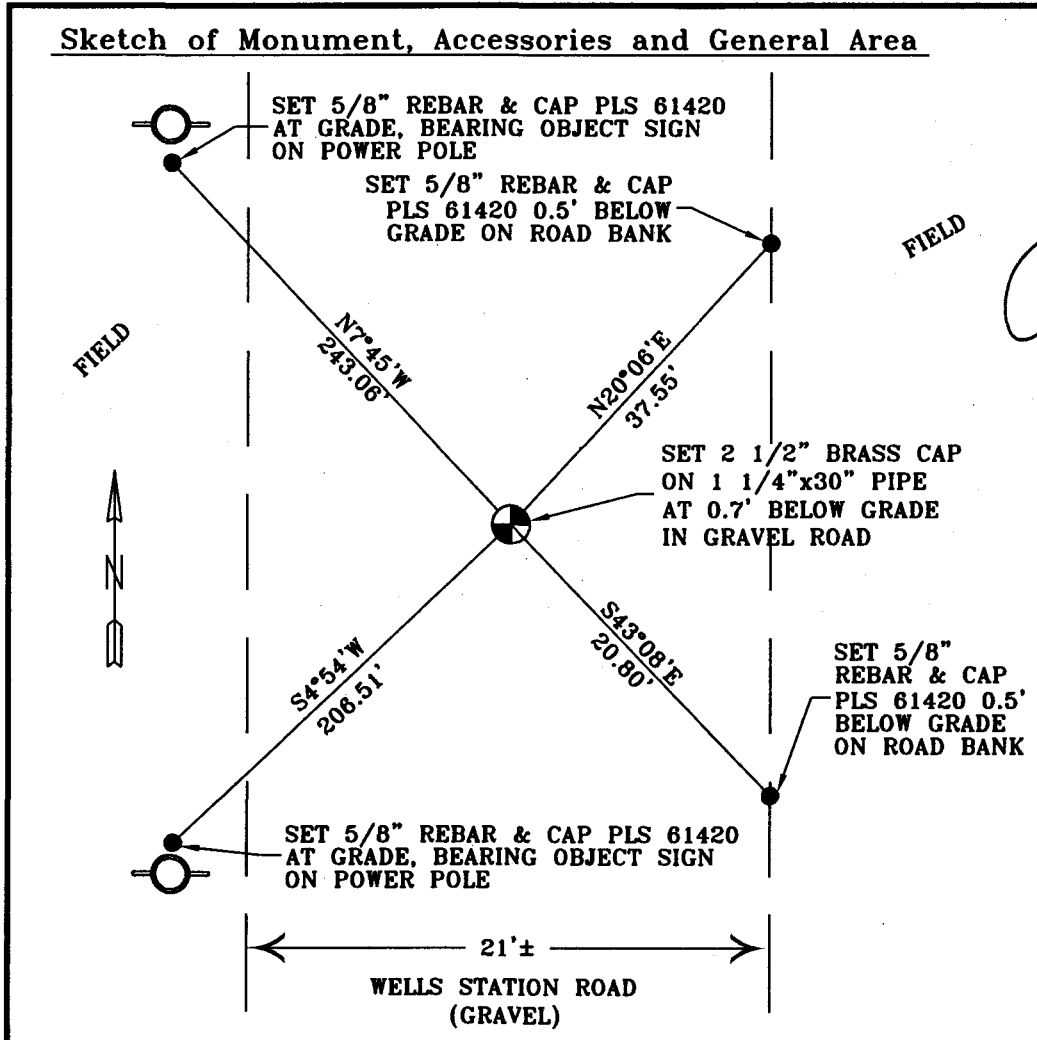 Sketch of Monument, Accessories and General Area
SET 5/8" REBAR & CAP PLS 61420
AT GRADE, BEARING OBJECT SIGN
ON POWER POLE
SET 5/8" REBAR & CAP
PLS 61420 0.5' BELOW
GRADE ON ROAD BANK
FIELD
FIELD
N7°45'W
243.06'
N20°06'E
37.55'
SET 2 1/2" BRASS CAP
ON 1 1/4"x30" PIPE
AT 0.7' BELOW GRADE
IN GRAVEL ROAD
N
S4°54'W
206.51'
S43°08'E
20.80'
SET 5/8"
REBAR & CAP
PLS 61420 0.5'
BELOW GRADE
ON ROAD BANK
SET 5/8" REBAR & CAP PLS 61420
AT GRADE, BEARING OBJECT SIGN
ON POWER POLE
21'±
WELLS STATION ROAD
(GRAVEL)